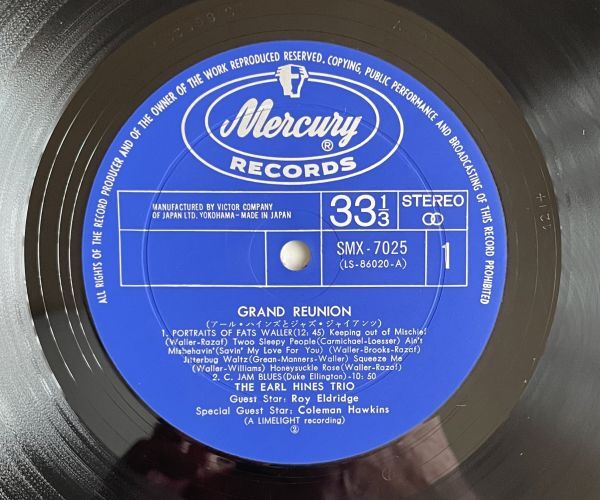 ALL RIGHTS OF THE RECORD PRODUCER AND OF THE OWNER OF THE WORK REPRODUCED RESERVED. COPYING, PUBLIC PERFORMANCE AND BROADCASTING OF THIS RECORD PROHIBITED
Mercury
®
RECORDS
MANUFACTURED BY VICTOR COMPANY
OF JAPAN LTD. YOKOHAMA-MADE IN JAPAN
33 1/3
STEREO
SMX-7025
(LS-86020-A)
1
GRAND REUNION
(アール・ハインズとジャズ・ジャイアンツ)
1. PORTRAITS OF FATS WALLER(12: 45) Keeping out of Mischief
(Waller-Razaf) Twoo Sleepy People(Carmichael-Loesser) Ain's
Misbehavin'(Savin' My Love For You) (Waller-Brooks-Razaf)
Jitterbug Waltz(Grean-Manners-Waller) Squeeze Me
(Waller-Williams) Honeysuckle Rose(Waller-Razaf)
2. C. JAM BLUES(Duke Ellington)-10: 50
THE EARL HINES TRIO
Guest Star: Roy Eldridge
Special Guest Star: Coleman Hawkins
(A LIMELIGHT recording)